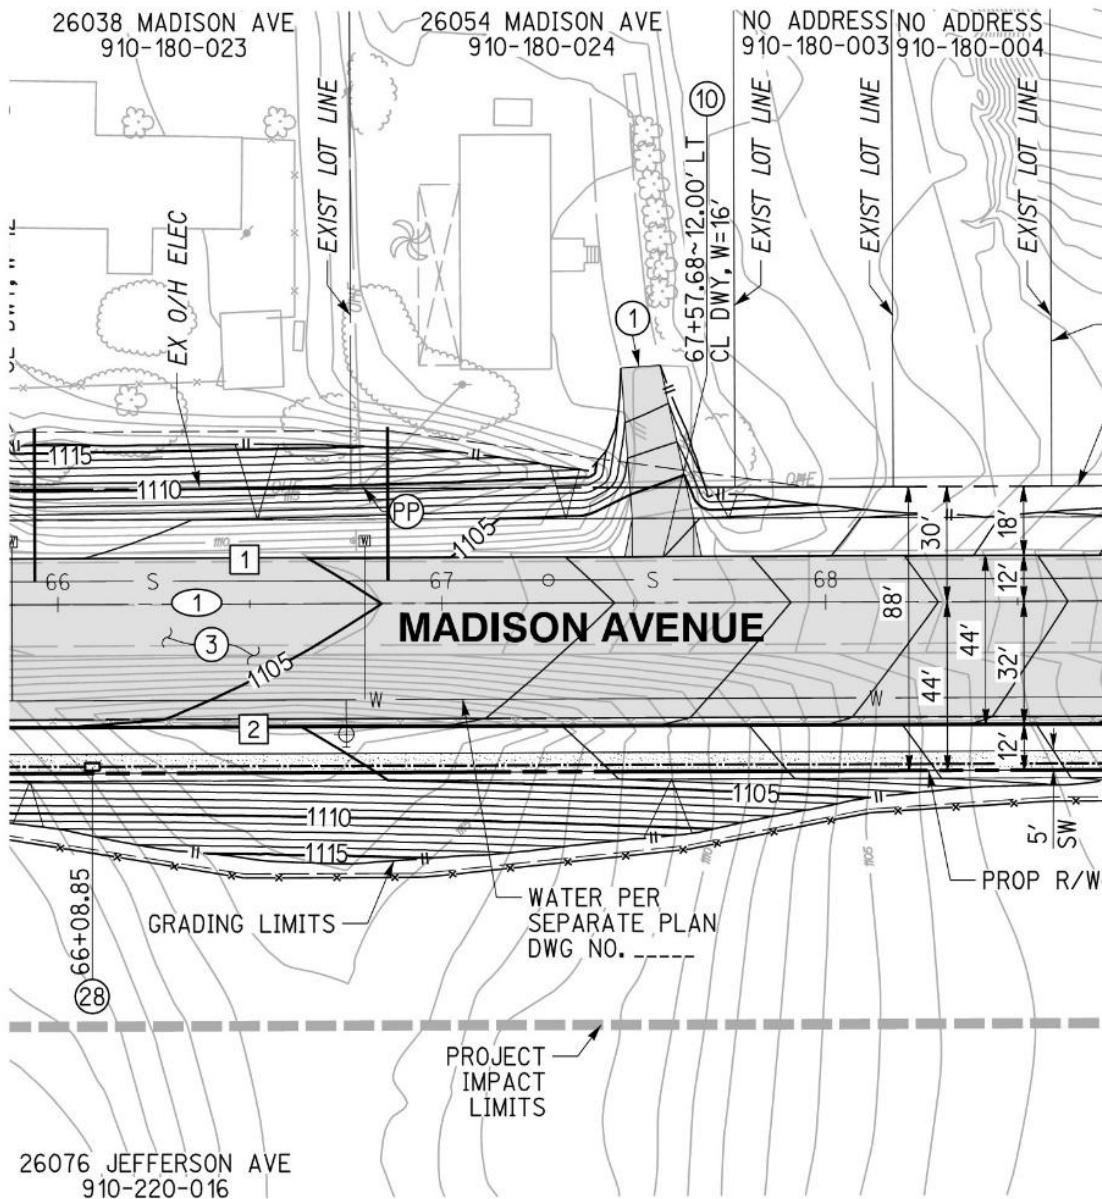 26038 MADISON AVE
910-180-023
26054 MADISON AVE
910-180-024
NO ADDRESS
910-180-003
NO ADDRESS
910-180-004
10
EXIST LOT LINE
EXIST LOT LINE
EXIST LOT LINE
EXIST LOT LINE
67+57.68~12.00' LT
CL DWY, W=16'
EX O/H ELEC
1
1115
1110
PP
1105
OHE
30'
18'
1
66
S
67
S
68
12'
1
88'
MADISON AVENUE
3
44'
1105
44'
32'
W
W
2
12'
1105
1110
1115
5'
SW
PROP R/W
GRADING LIMITS
WATER PER
SEPARATE PLAN
DWG NO. _____
66+08.85
28
PROJECT
IMPACT
LIMITS
26076 JEFFERSON AVE
910-220-016